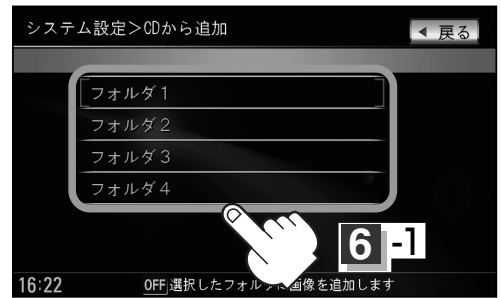 システム設定＞CDから追加
◀ 戻る
フォルダ1
フォルダ2
フォルダ3
フォルダ4
6-1
16:22
OFF 選択したフォルダに画像を追加します